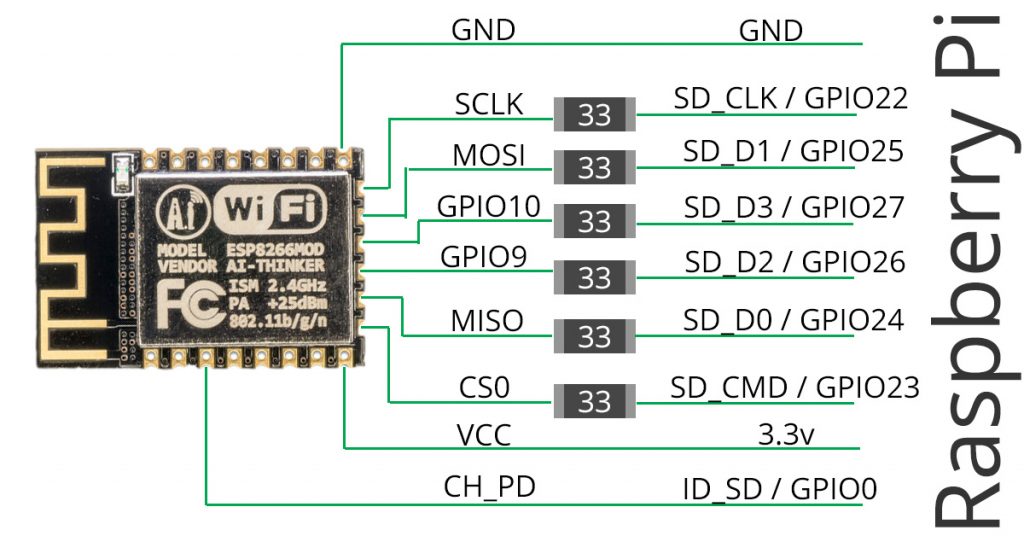 GND GND
SCLK 33 SD_CLK / GPIO22
MOSI 33 SD_D1 / GPIO25
GPIO10 33 SD_D3 / GPIO27
GPIO9 33 SD_D2 / GPIO26
MISO 33 SD_D0 / GPIO24
CS0 33 SD_CMD / GPIO23
VCC 3.3v
CH_PD ID_SD / GPIO0
Raspberry Pi
Ai WiFi
MODEL ESP8266MOD
VENDOR AI-THINKER
FC ISM 2.4GHz
PA +25dBm
802.11b/g/n